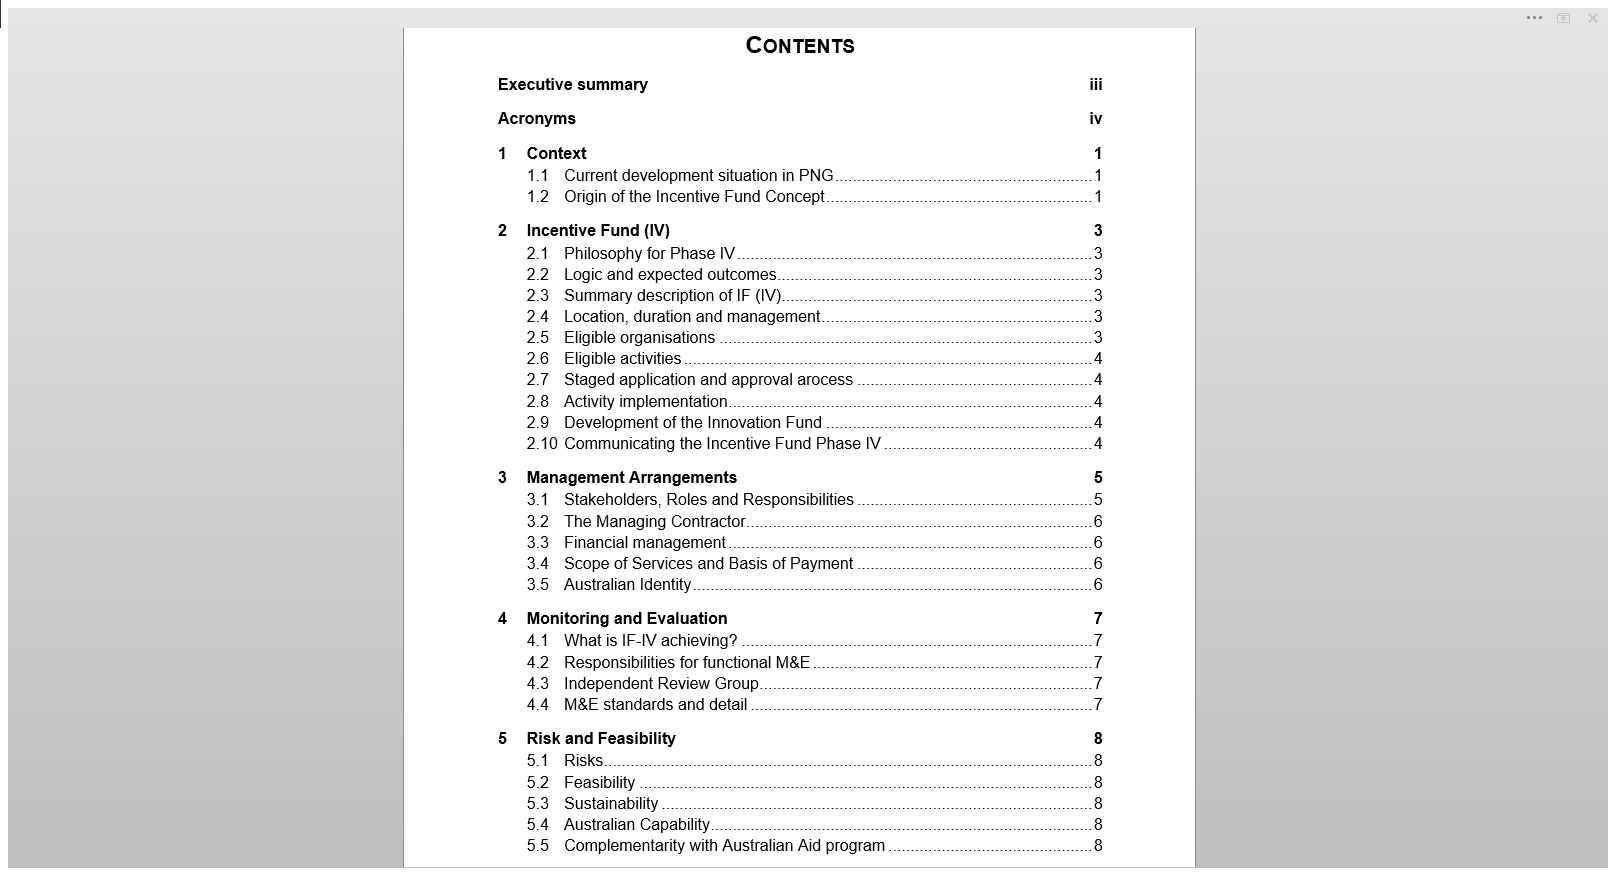 CONTENTS
Executive summary iii
Acronyms iv
1 Context 1
1.1 Current development situation in PNG 1
1.2 Origin of the Incentive Fund Concept 1
2 Incentive Fund (IV) 3
2.1 Philosophy for Phase IV 3
2.2 Logic and expected outcomes 3
2.3 Summary description of IF (IV) 3
2.4 Location, duration and management 3
2.5 Eligible organisations 3
2.6 Eligible activities 4
2.7 Staged application and approval arocess 4
2.8 Activity implementation 4
2.9 Development of the Innovation Fund 4
2.10 Communicating the Incentive Fund Phase IV 4
3 Management Arrangements 5
3.1 Stakeholders, Roles and Responsibilities 5
3.2 The Managing Contractor 6
3.3 Financial management 6
3.4 Scope of Services and Basis of Payment 6
3.5 Australian Identity 6
4 Monitoring and Evaluation 7
4.1 What is IF-IV achieving? 7
4.2 Responsibilities for functional M&E 7
4.3 Independent Review Group 7
4.4 M&E standards and detail 7
5 Risk and Feasibility 8
5.1 Risks 8
5.2 Feasibility 8
5.3 Sustainability 8
5.4 Australian Capability 8
5.5 Complementarity with Australian Aid program 8